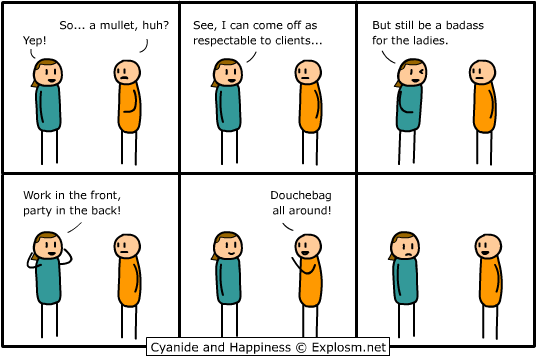 So... a mullet, huh?
Yep!
See, I can come off as
respectable to clients...
But still be a badass
for the ladies.
Work in the front,
party in the back!
Douchebag
all around!
Cyanide and Happiness © Explosm.net